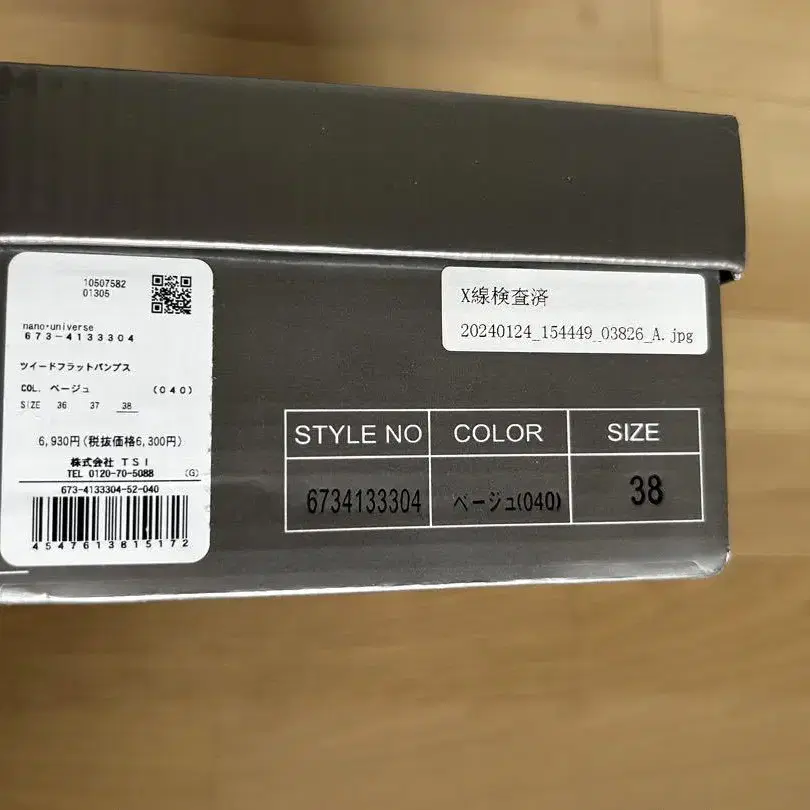 10507582
01305
nano・universe
673-4133304
ツイードフラットパンプス
COL. ベージュ (040)
SIZE 36 37 38
6,930円(税抜価格6,300円)
株式会社 TSI
TEL 0120-70-5088 (G)
673-4133304-52-040
4547613815172
X線検査済
20240124_154449_03826_A.jpg
STYLE NO COLOR SIZE
6734133304 ベージュ(040) 38